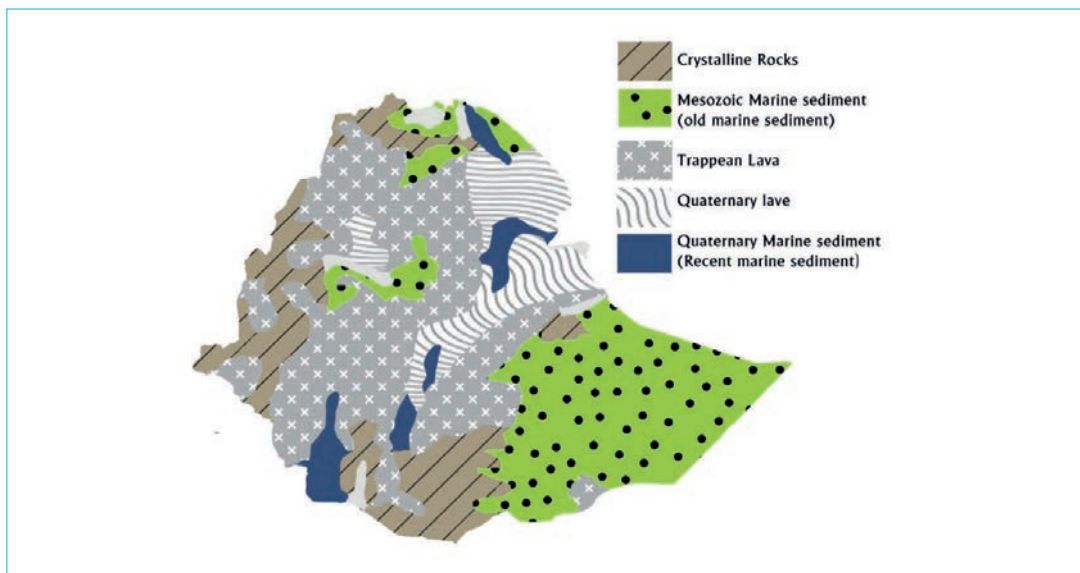 Crystalline Rocks
Mesozoic Marine sediment
(old marine sediment)
Trappean Lava
Quaternary lave
Quaternary Marine sediment
(Recent marine sediment)